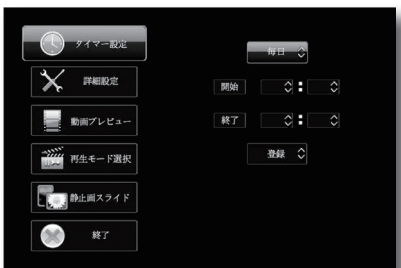 タイマー設定
詳細設定
動画プレビュー
再生モード選択
静止画スライド
終了
毎日
開始 :
終了 :
登録